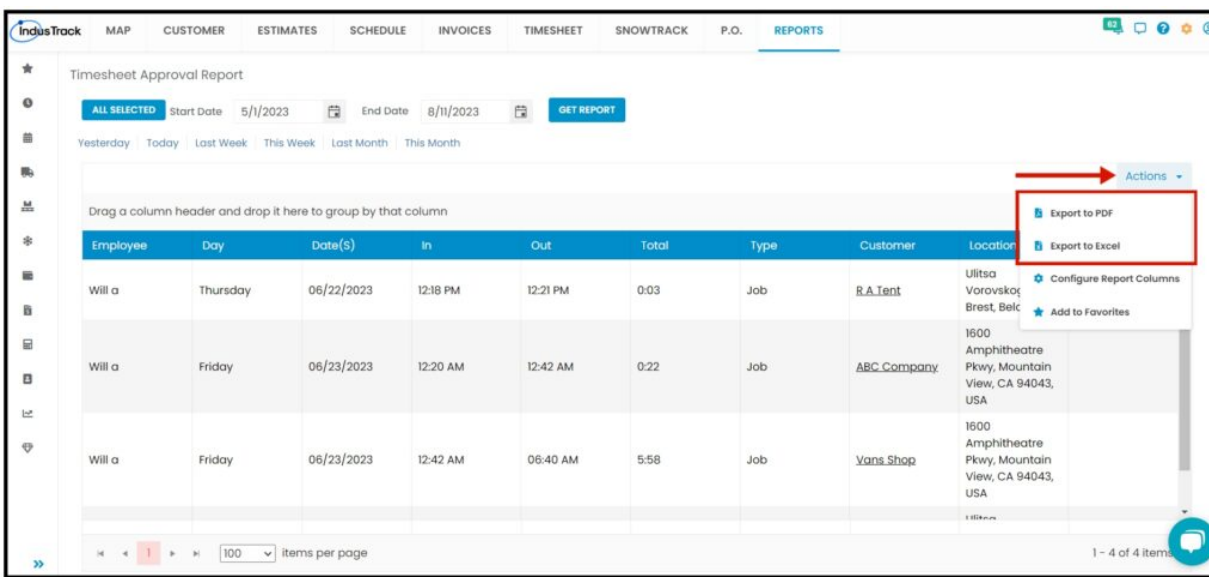 IndusTrack MAP CUSTOMER ESTIMATES SCHEDULE INVOICES TIMESHEET SNOWTRACK P.O. REPORTS 62
Timesheet Approval Report
ALL SELECTED Start Date 5/1/2023 End Date 8/11/2023 GET REPORT
Yesterday Today Last Week This Week Last Month This Month
Actions
Export to PDF
Export to Excel
Configure Report Columns
Add to Favorites
Drag a column header and drop it here to group by that column
Employee Day Date(S) In Out Total Type Customer Location
Will a Thursday 06/22/2023 12:18 PM 12:21 PM 0:03 Job R A Tent
Ulitsa
Brest,
Will a Friday 06/23/2023 12:20 AM 12:42 AM 0:22 Job ABC Company
1600
Amphitheatre
Pkwy, Mountain
View, CA 94043,
USA
Will a Friday 06/23/2023 12:42 AM 06:40 AM 5:58 Job Vans Shop
1600
Amphitheatre
Pkwy, Mountain
View, CA 94043,
USA
1 100 items per page 1 - 4 of 4 items